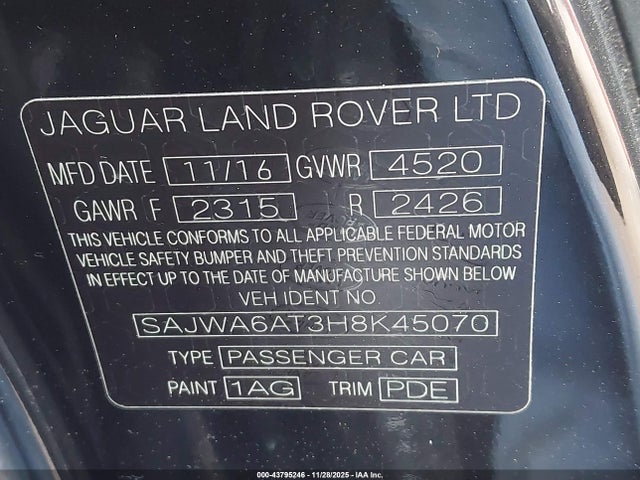 JAGUAR LAND ROVER LTD
MFD DATE 11/16 GVWR 4520
GAWR F 2315 R 2426
THIS VEHICLE CONFORMS TO ALL APPLICABLE FEDERAL MOTOR
VEHICLE SAFETY BUMPER AND THEFT PREVENTION STANDARDS
IN EFFECT UP TO THE DATE OF MANUFACTURE SHOWN BELOW
VEH IDENT NO.
SAJWA6AT3H8K45070
TYPE PASSENGER CAR
PAINT 1AG TRIM PDE
000-43795246 | 11/28/2025 - IAA Inc.